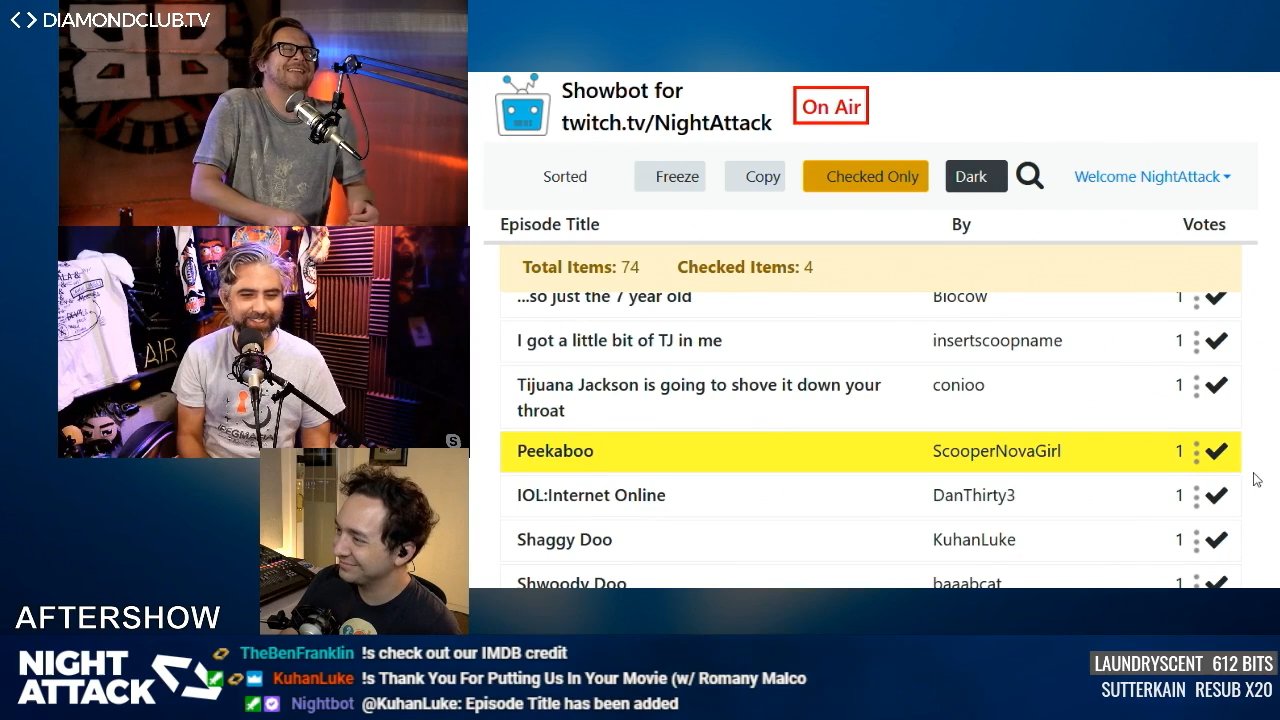 DIAMONDCLUB.TV
Showbot for
twitch.tv/NightAttack
On Air
Sorted
Freeze
Copy
Checked Only
Dark
Welcome NightAttack
Episode Title By Votes
Total Items: 74 Checked Items: 4
...so just the 7 year old Blocow 1
I got a little bit of TJ in me insertscoopname 1
Tijuana Jackson is going to shove it down your
throat conioo 1
Peekaboo ScooperNovaGirl 1
IOL:Internet Online DanThirty3 1
Shaggy Doo KuhanLuke 1
Shwoody Doo baaabcat 1
AIR
AFTERSHOW
NIGHT
ATTACK
TheBenFranklin !s check out our IMDB credit
KuhanLuke !s Thank You For Putting Us In Your Movie (w/ Romany Malco
Nightbot @KuhanLuke: Episode Title has been added
LAUNDRYSCENT 612 BITS
SUTTERKAIN RESUB X20